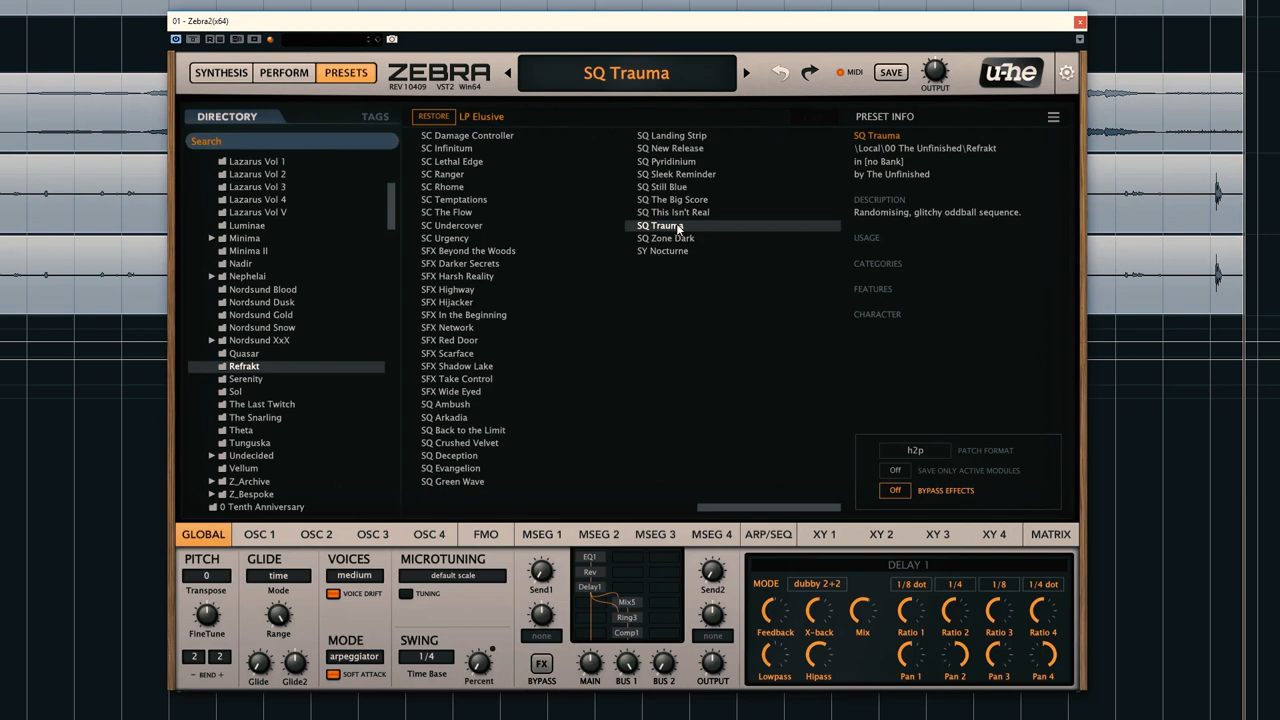 01 - Zebra2(x64)
x
SYNTHESIS PERFORM PRESETS
ZEBRA
REV 10409 VST2 Win64
SQ Trauma
MIDI SAVE
OUTPUT
u-he
DIRECTORY TAGS
Search
Lazarus Vol 1
Lazarus Vol 2
Lazarus Vol 3
Lazarus Vol 4
Lazarus Vol V
Luminae
Minima
Minima II
Nadir
Nephelai
Nordsund Blood
Nordsund Dusk
Nordsund Gold
Nordsund Snow
Nordsund XxX
Quasar
Refrakt
Serenity
Sol
The Last Twitch
The Snarling
Theta
Tunguska
Undecided
Vellum
Z_Archive
Z_Bespoke
0 Tenth Anniversary
RESTORE LP Elusive
SC Damage Controller
SC Infinitum
SC Lethal Edge
SC Ranger
SC Rhome
SC Temptations
SC The Flow
SC Undercover
SC Urgency
SFX Beyond the Woods
SFX Darker Secrets
SFX Harsh Reality
SFX Highway
SFX Hijacker
SFX In the Beginning
SFX Network
SFX Red Door
SFX Scarface
SFX Shadow Lake
SFX Take Control
SFX Wide Eyed
SQ Ambush
SQ Arkadia
SQ Back to the Limit
SQ Crushed Velvet
SQ Deception
SQ Evangelion
SQ Green Wave
SQ Landing Strip
SQ New Release
SQ Pyridinium
SQ Sleek Reminder
SQ Still Blue
SQ The Big Score
SQ This Isn't Real
SQ Trauma
SQ Zone Dark
SY Nocturne
PRESET INFO
SQ Trauma
\Local\00 The Unfinished\Refrakt
in [no Bank]
by The Unfinished
DESCRIPTION
Randomising, glitchy oddball sequence.
USAGE
CATEGORIES
FEATURES
CHARACTER
h2p PATCH FORMAT
Off SAVE ONLY ACTIVE MODULES
Off BYPASS EFFECTS
GLOBAL OSC 1 OSC 2 OSC 3 OSC 4 FMO MSEG 1 MSEG 2 MSEG 3 MSEG 4 ARP/SEQ XY 1 XY 2 XY 3 XY 4 MATRIX
PITCH
0
Transpose
FineTune
2 2
- BEND +
GLIDE
time
Mode
Range
Glide Glide2
VOICES
medium
VOICE DRIFT
MODE
arpeggiator
SOFT ATTACK
MICROTUNING
default scale
TUNING
SWING
1/4
Time Base
Percent
Send1
none
FX
BYPASS
EQ1
Rev
Delay1
Mix5
Ring3
Comp1
MAIN BUS 1 BUS 2
Send2
none
OUTPUT
DELAY 1
MODE dubby 2+2 1/8 dot 1/4 1/8 1/4 dot
Feedback X-back Mix Ratio 1 Ratio 2 Ratio 3 Ratio 4
Lowpass Hipass Pan 1 Pan 2 Pan 3 Pan 4